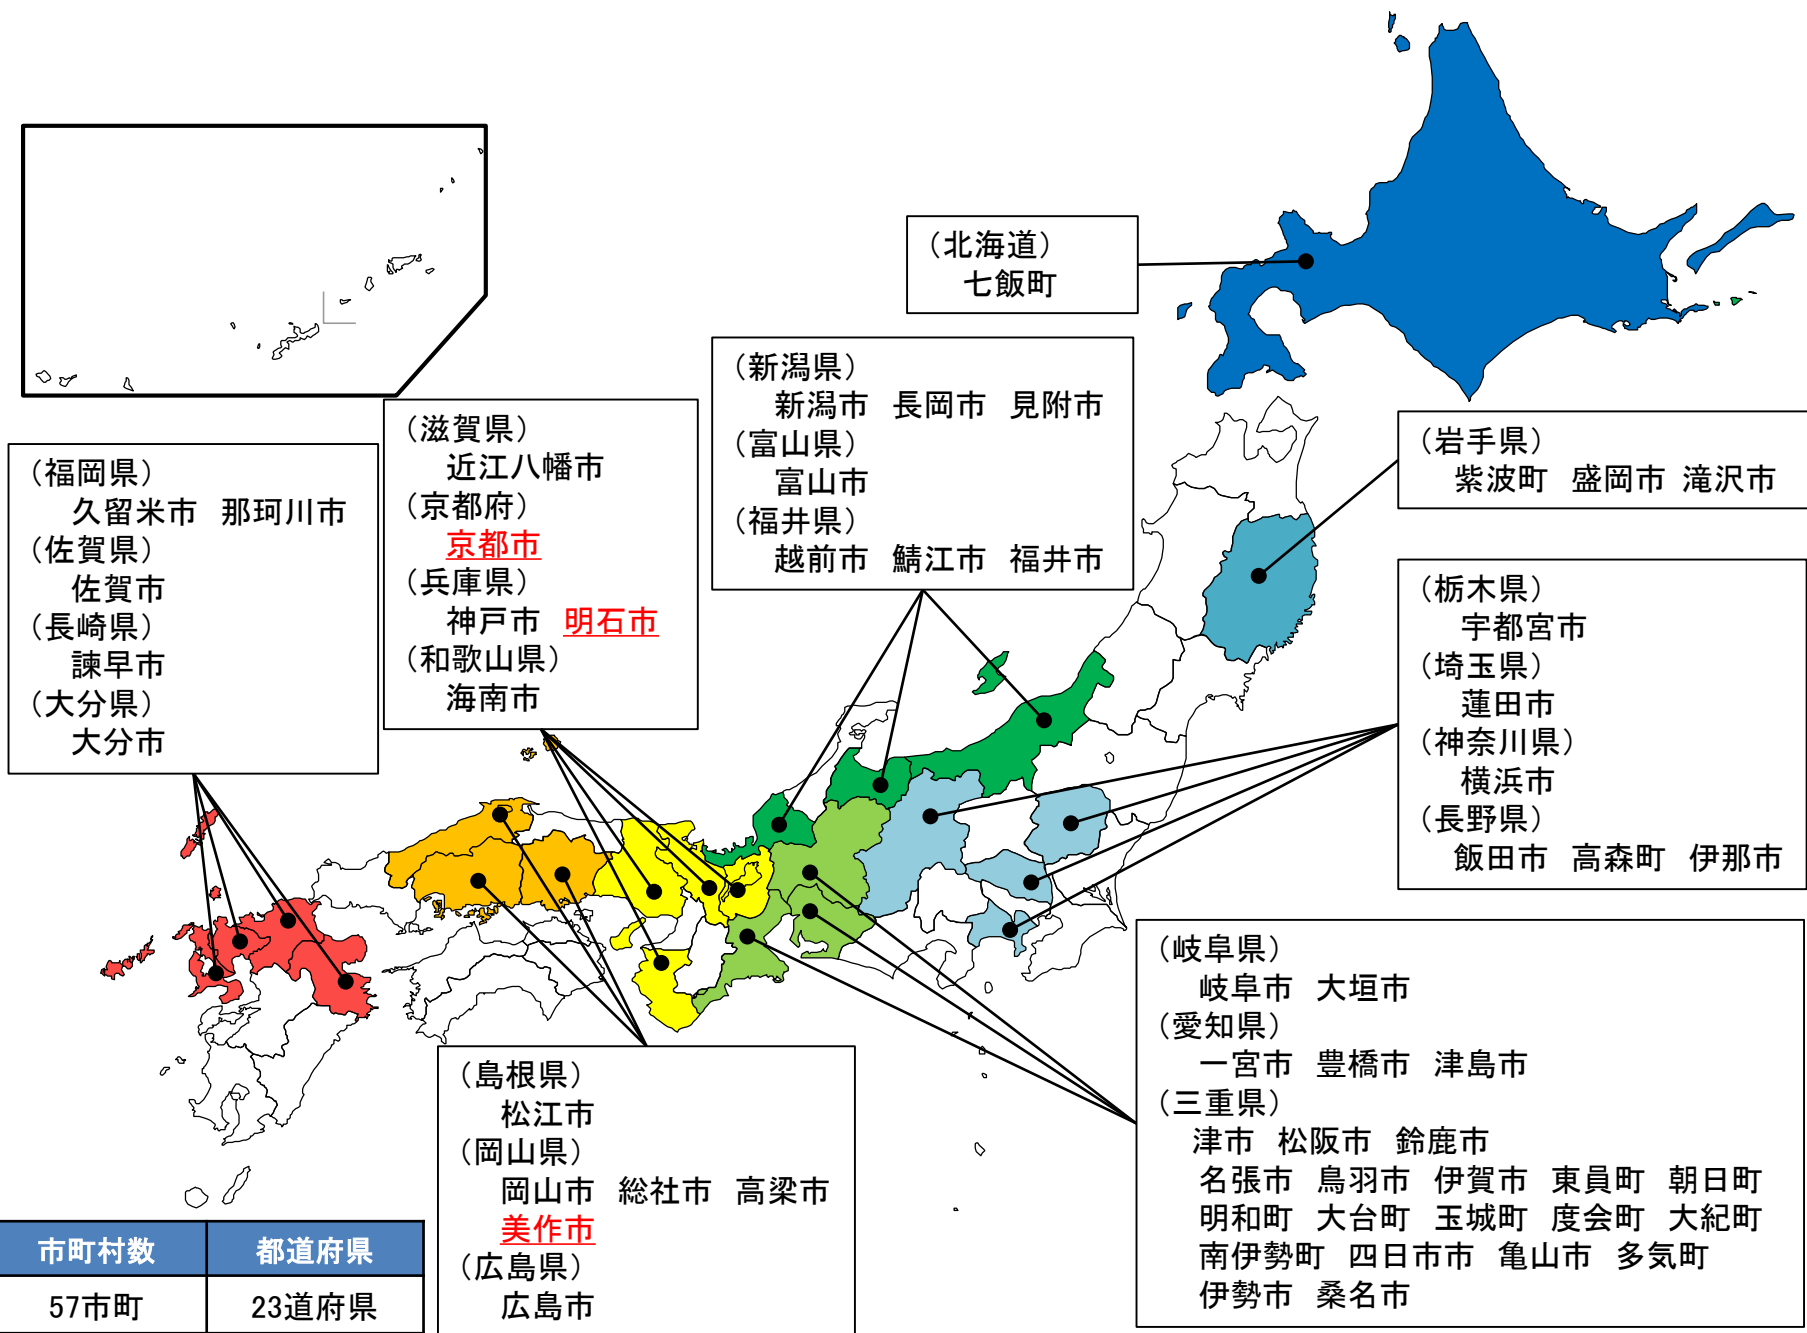 （北海道）
七飯町
（新潟県）
新潟市　長岡市　見附市
（富山県）
富山市
（福井県）
越前市　鯖江市　福井市
（滋賀県）
近江八幡市
（京都府）
京都市
（兵庫県）
神戸市　明石市
（和歌山県）
海南市
（福岡県）
久留米市　那珂川市
（佐賀県）
佐賀市
（長崎県）
諫早市
（大分県）
大分市
（岩手県）
紫波町　盛岡市　滝沢市
（栃木県）
宇都宮市
（埼玉県）
蓮田市
（神奈川県）
横浜市
（長野県）
飯田市　高森町　伊那市
（岐阜県）
岐阜市　大垣市
（愛知県）
一宮市　豊橋市　津島市
（三重県）
津市　松阪市　鈴鹿市
名張市　鳥羽市　伊賀市　東員町　朝日町
明和町　大台町　玉城町　度会町　大紀町
南伊勢町　四日市市　亀山市　多気町
伊勢市　桑名市
（島根県）
松江市
（岡山県）
岡山市　総社市　高梁市
美作市
（広島県）
広島市
市町村数　都道府県
57市町　23道府県